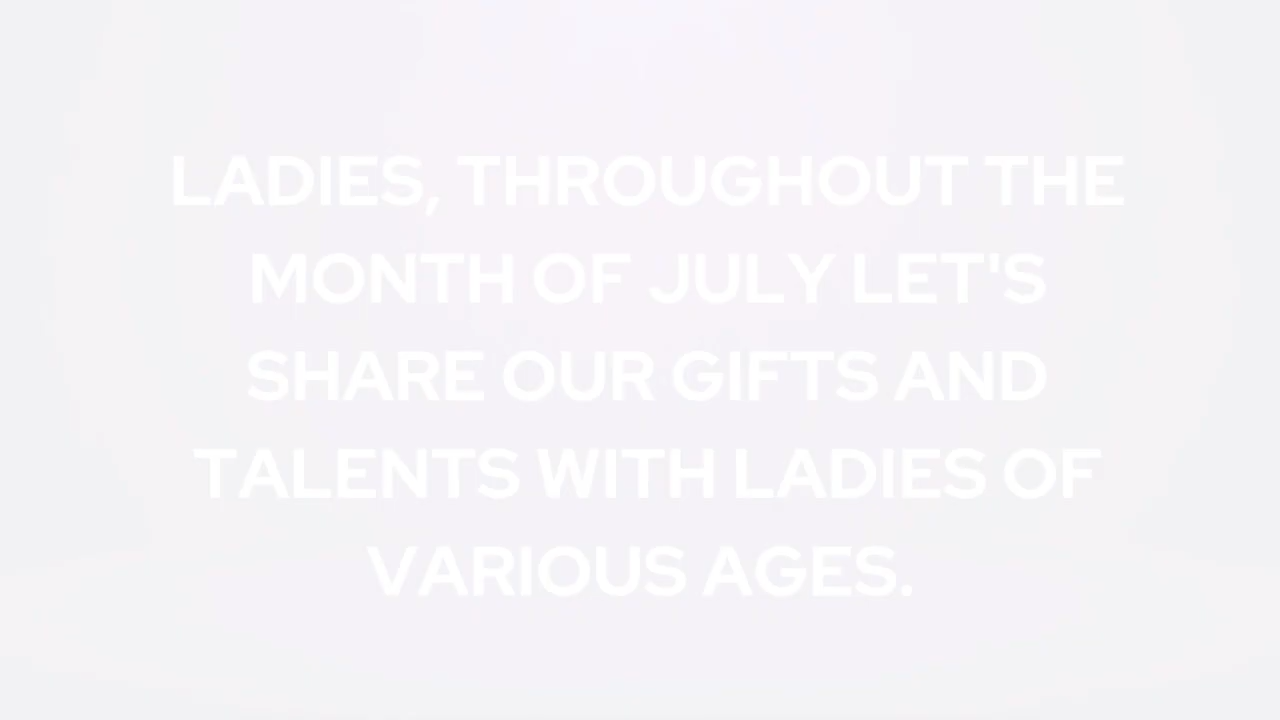 LADIES, THROUGHOUT THE
MONTH OF JULY LET'S
SHARE OUR GIFTS AND
TALENTS WITH LADIES OF
VARIOUS AGES.